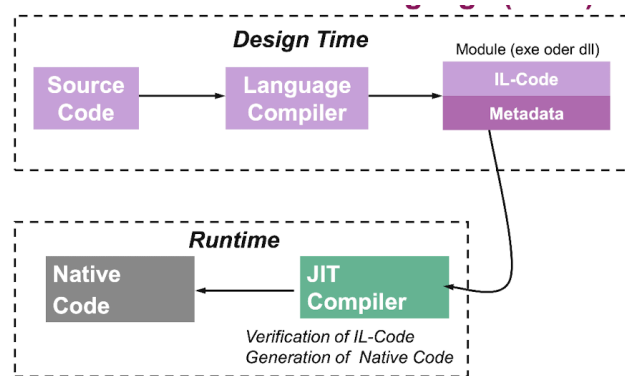 Design Time
Module (exe oder dll)
Source
Code
Language
Compiler
IL-Code
Metadata
Runtime
Native
Code
JIT
Compiler
Verification of IL-Code
Generation of Native Code